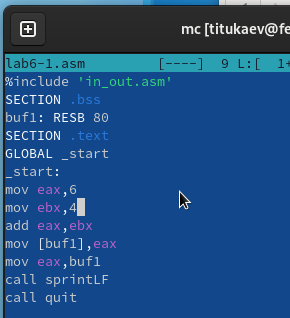 mc [titukaev@fe
lab6-1.asm [----] 9 L:[ 1+
%include 'in_out.asm'
SECTION .bss
buf1: RESB 80
SECTION .text
GLOBAL _start
_start:
mov eax,6
mov ebx,4
add eax,ebx
mov [buf1],eax
mov eax,buf1
call sprintLF
call quit